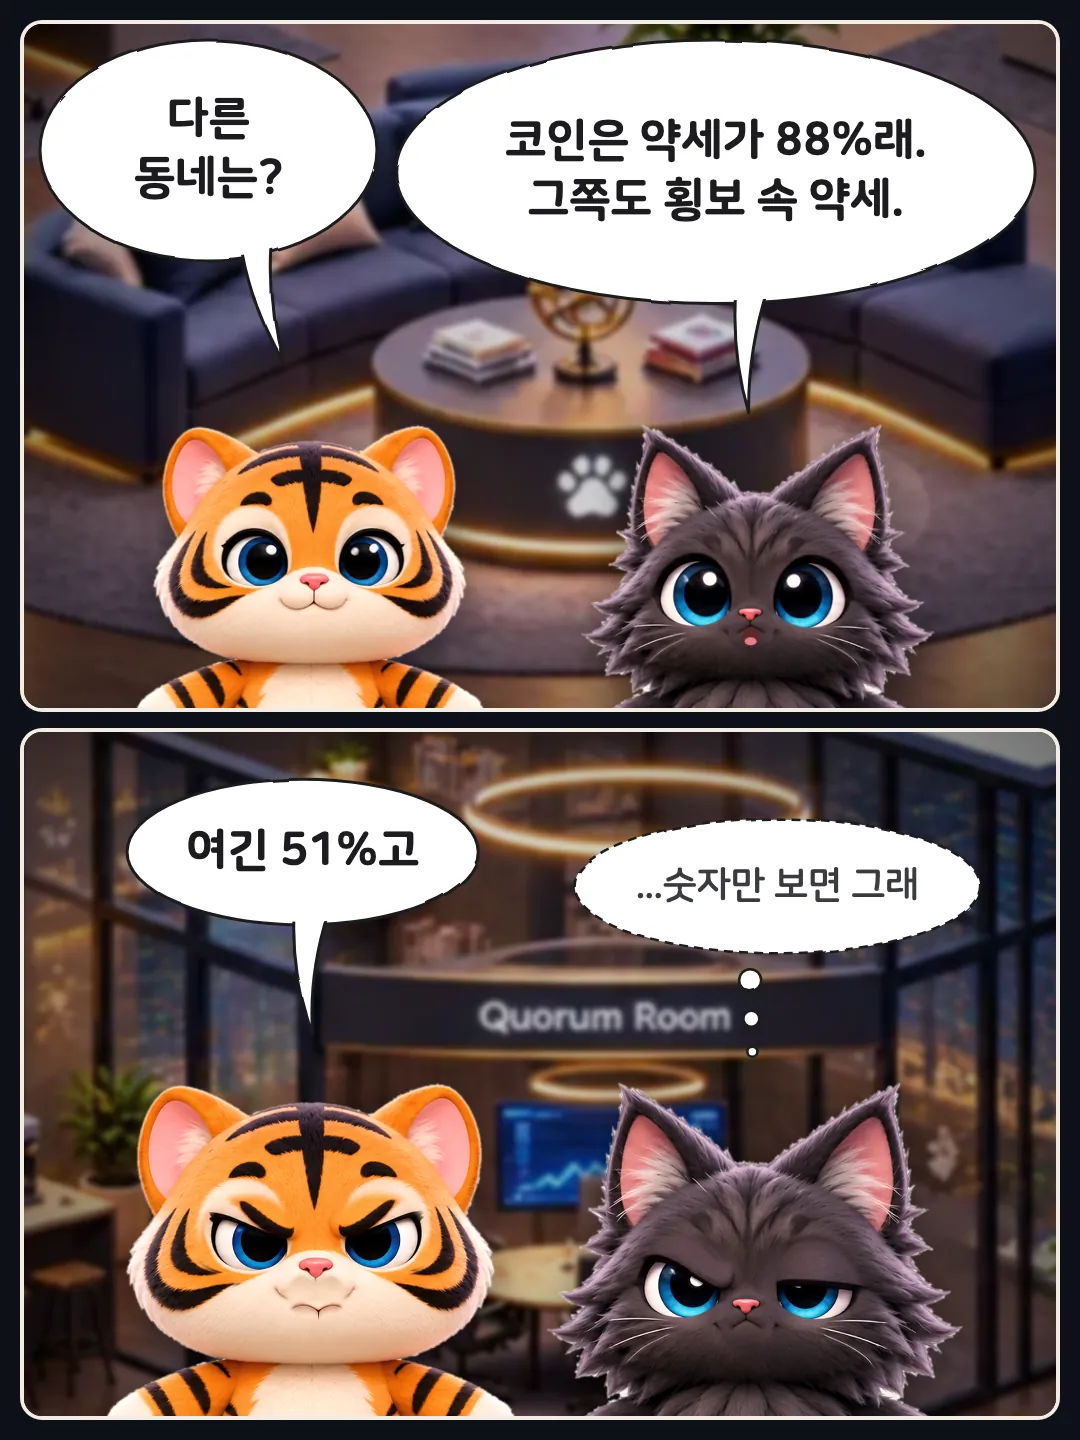 다른
동네는?
코인은 약세가 88%래.
그쪽도 횡보 속 약세.
여긴 51%고
...숫자만 보면 그래
Quorum Room